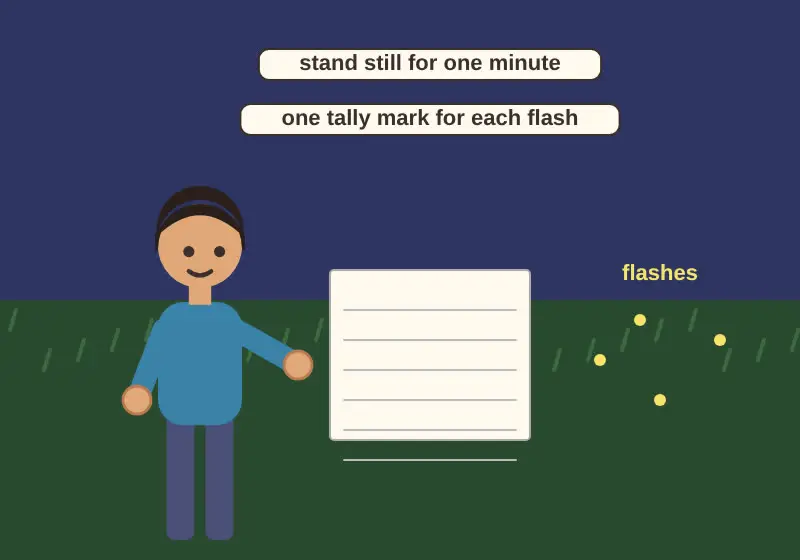 stand still for one minute
one tally mark for each flash
flashes